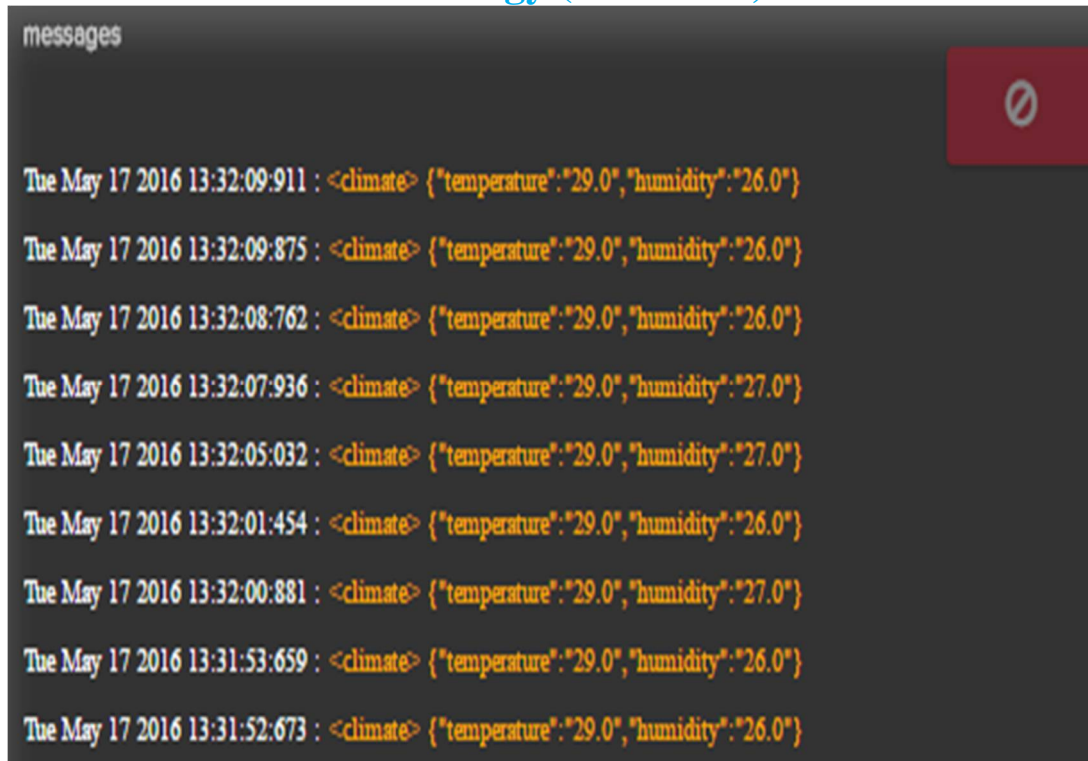 messages
Tue May 17 2016 13:32:09:911 : <climate> {"temperature":"29.0","humidity":"26.0"}
Tue May 17 2016 13:32:09:875 : <climate> {"temperature":"29.0","humidity":"26.0"}
Tue May 17 2016 13:32:08:762 : <climate> {"temperature":"29.0","humidity":"26.0"}
Tue May 17 2016 13:32:07:936 : <climate> {"temperature":"29.0","humidity":"27.0"}
Tue May 17 2016 13:32:05:032 : <climate> {"temperature":"29.0","humidity":"27.0"}
Tue May 17 2016 13:32:01:454 : <climate> {"temperature":"29.0","humidity":"26.0"}
Tue May 17 2016 13:32:00:881 : <climate> {"temperature":"29.0","humidity":"27.0"}
Tue May 17 2016 13:31:53:659 : <climate> {"temperature":"29.0","humidity":"26.0"}
Tue May 17 2016 13:31:52:673 : <climate> {"temperature":"29.0","humidity":"26.0"}